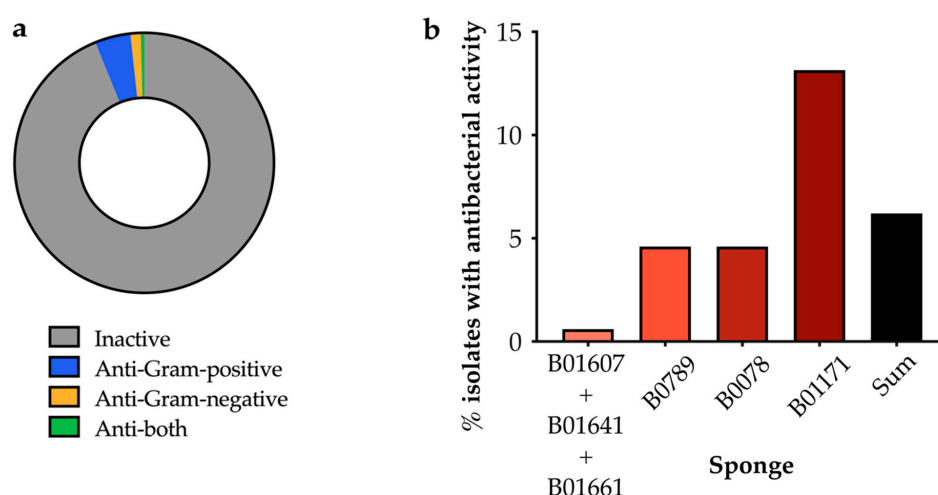 a
Inactive
Anti-Gram-positive
Anti-Gram-negative
Anti-both
b
% isolates with antibacterial activity
15
10
5
0
B01607
+
B01641
+
B01661
B0789
B0078
B01171
Sum
Sponge